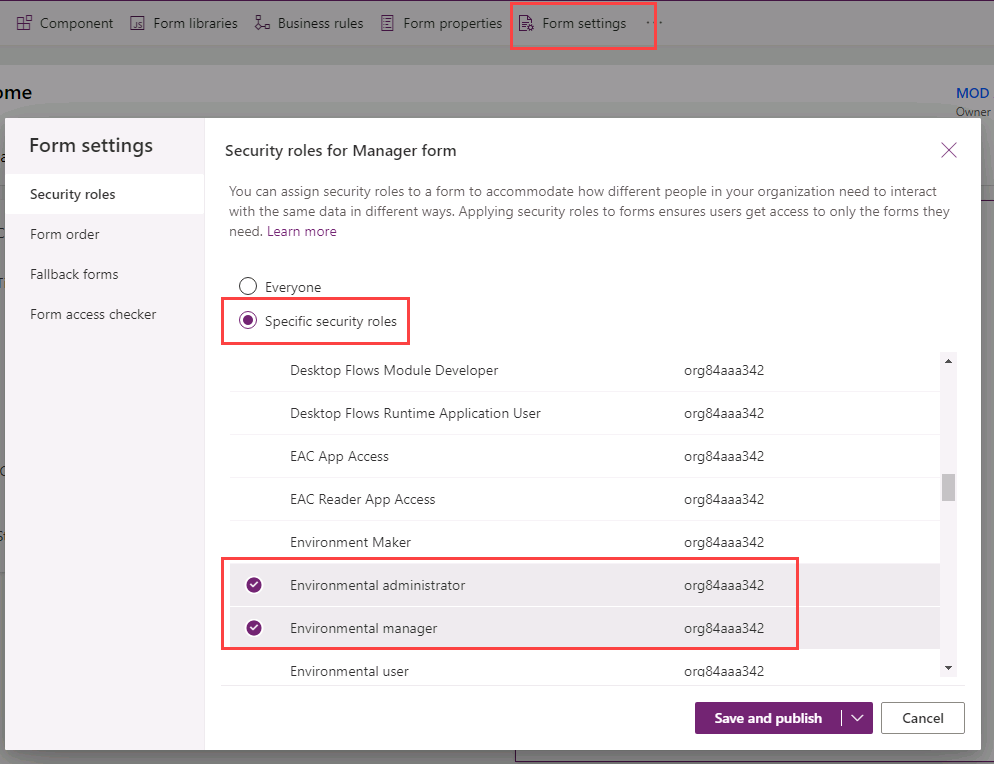 Component Form libraries Business rules Form properties Form settings ...
ome
MOD
Owner
Form settings
Security roles
Form order
Fallback forms
Form access checker
Security roles for Manager form
You can assign security roles to a form to accommodate how different people in your organization need to interact
with the same data in different ways. Applying security roles to forms ensures users get access to only the forms they
need. Learn more
Everyone
Specific security roles
Desktop Flows Module Developer org84aaa342
Desktop Flows Runtime Application User org84aaa342
EAC App Access org84aaa342
EAC Reader App Access org84aaa342
Environment Maker org84aaa342
Environmental administrator org84aaa342
Environmental manager org84aaa342
Environmental user org84aaa342
Save and publish Cancel